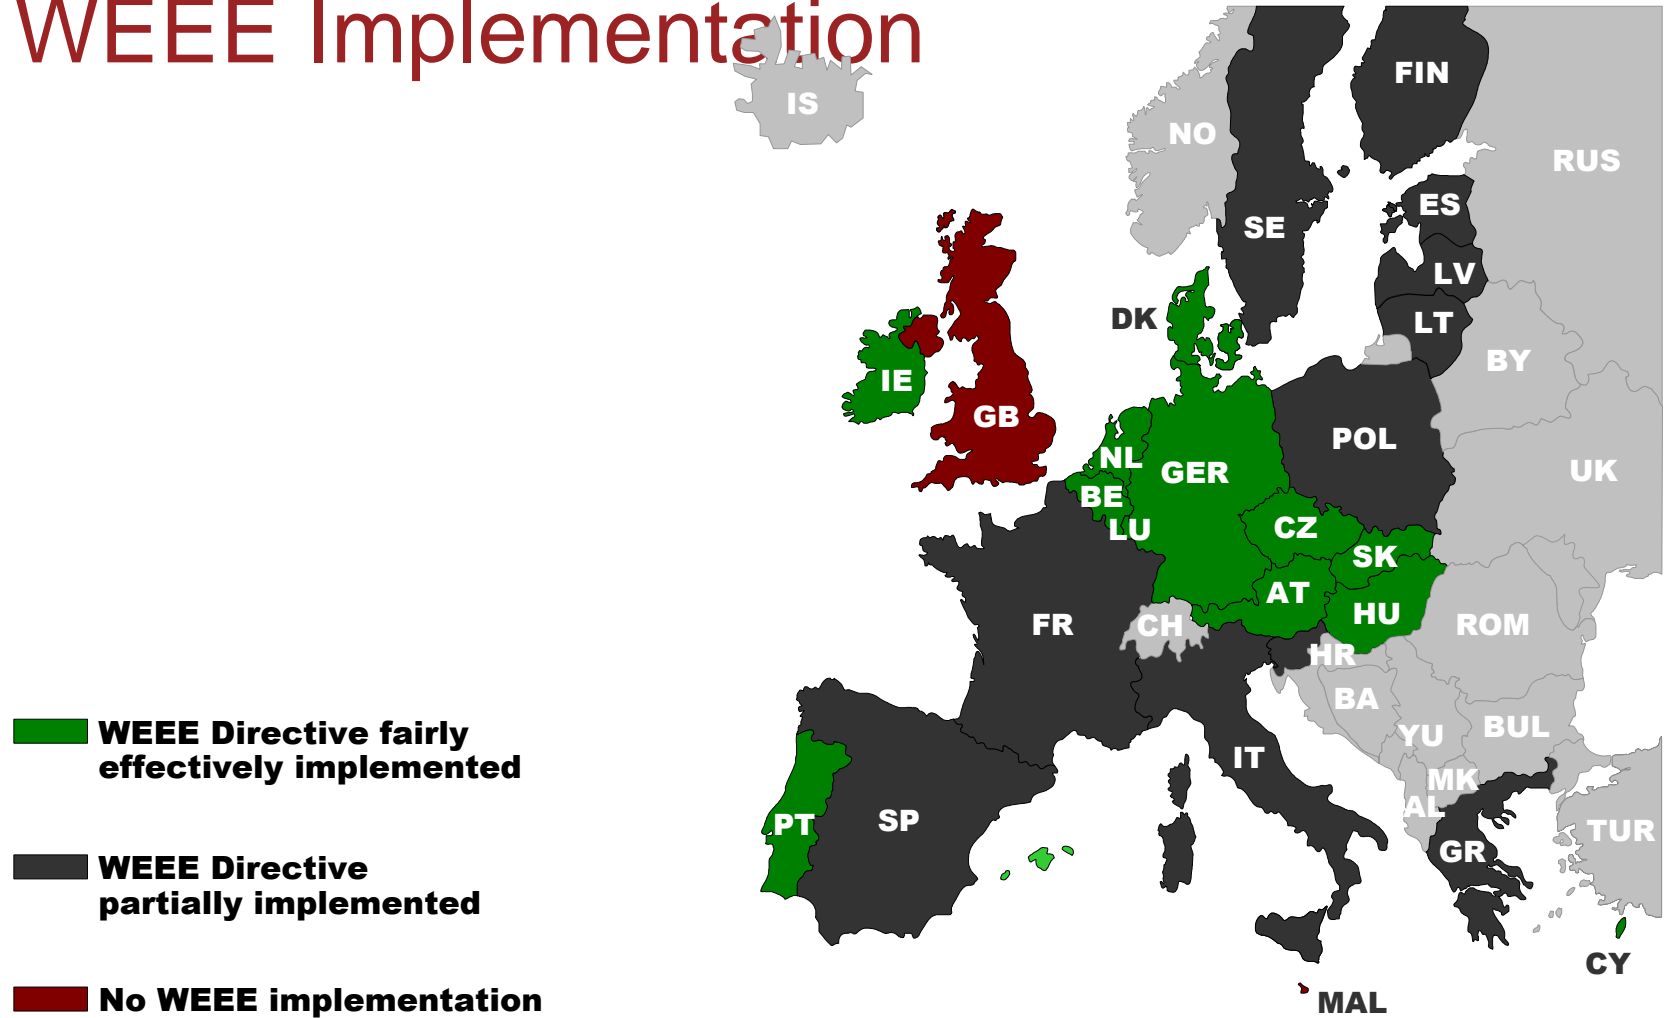 WEEE Implementation
IS
FIN
NO
RUS
ES
SE
LV
DK
LT
BY
IE
GB
POL
NL
GER
UK
BE
LU
CZ
SK
AT
HU
FR
CH
ROM
HR
BA
YU
BUL
IT
MK
AL
PT
SP
TUR
GR
CY
MAL
WEEE Directive fairly
effectively implemented
WEEE Directive
partially implemented
No WEEE implementation